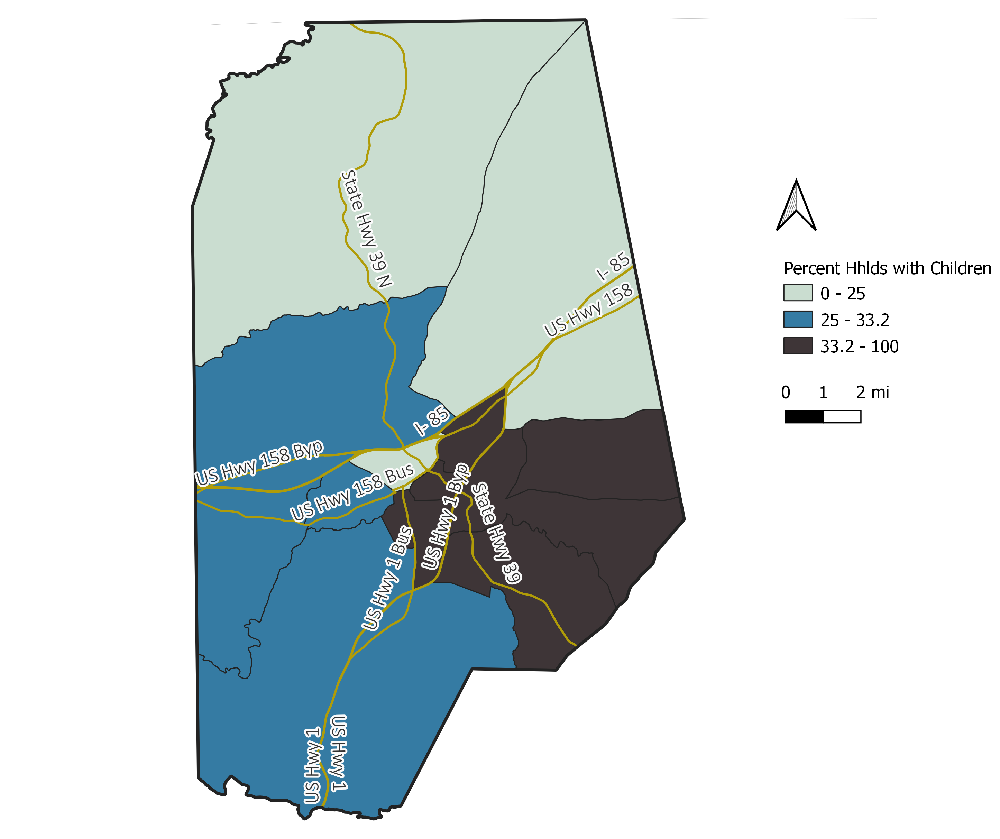 State Hwy 39 N
I- 85
US Hwy 158
Percent Hhlds with Children
0 - 25
25 - 33.2
33.2 - 100
0 1 2 mi
I- 85
US Hwy 158 Byp
US Hwy 158 Bus
US Hwy 1 Byp
State Hwy 39
US Hwy 1 Bus
US Hwy 1
US Hwy 1